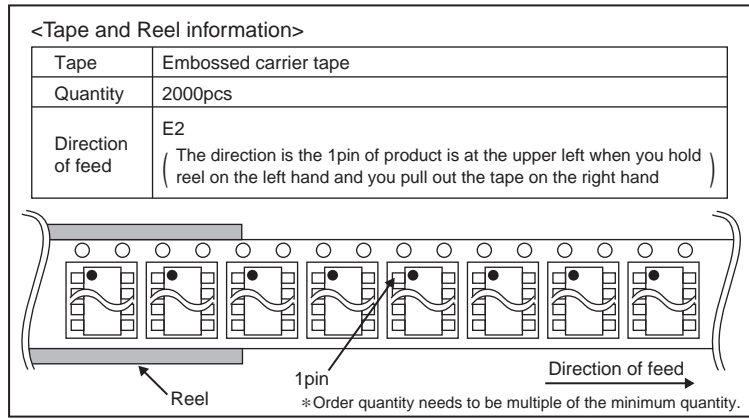 <Tape and Reel information>
Tape Embossed carrier tape
Quantity 2000pcs
Direction of feed E2
( The direction is the 1pin of product is at the upper left when you hold
reel on the left hand and you pull out the tape on the right hand )
Reel
1pin
Direction of feed
*Order quantity needs to be multiple of the minimum quantity.